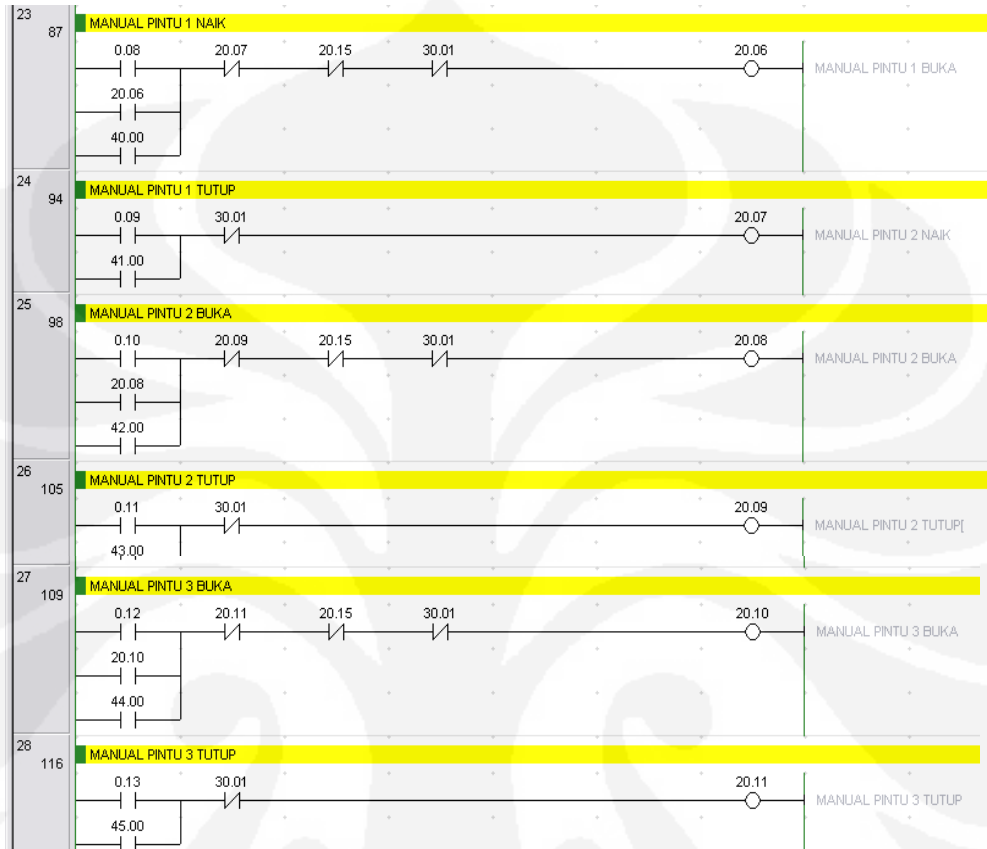 23
87
MANUAL PINTU 1 NAIK
0.08 20.07 20.15 30.01 20.06
MANUAL PINTU 1 BUKA
20.06
40.00
24
94
MANUAL PINTU 1 TUTUP
0.09 30.01 20.07
MANUAL PINTU 2 NAIK
41.00
25
98
MANUAL PINTU 2 BUKA
0.10 20.09 20.15 30.01 20.08
MANUAL PINTU 2 BUKA
20.08
42.00
26
105
MANUAL PINTU 2 TUTUP
0.11 30.01 20.09
MANUAL PINTU 2 TUTUP[
43.00
27
109
MANUAL PINTU 3 BUKA
0.12 20.11 20.15 30.01 20.10
MANUAL PINTU 3 BUKA
20.10
44.00
28
116
MANUAL PINTU 3 TUTUP
0.13 30.01 20.11
MANUAL PINTU 3 TUTUP
45.00